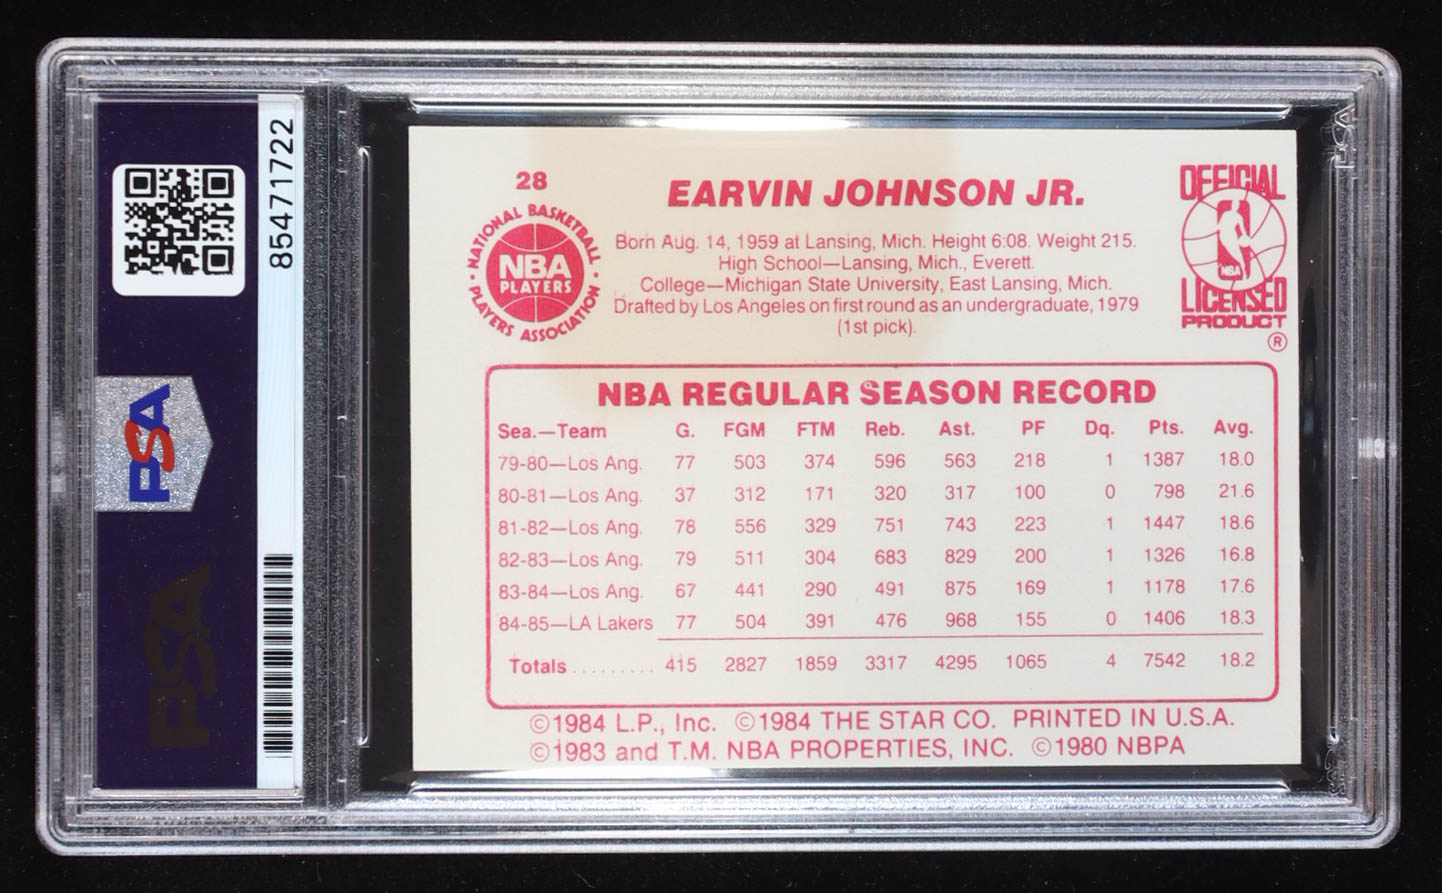 85471722
PSA
PSA
28
NATIONAL BASKETBALL
NBA
PLAYERS
PLAYERS ASSOCIATION
EARVIN JOHNSON JR.
Born Aug. 14, 1959 at Lansing, Mich. Height 6:08. Weight 215.
High School—Lansing, Mich., Everett.
College—Michigan State University, East Lansing, Mich.
Drafted by Los Angeles on first round as an undergraduate, 1979
(1st pick).
OFFICIAL
NBA
LICENSED
PRODUCT
®
NBA REGULAR SEASON RECORD
Sea.—Team G. FGM FTM Reb. Ast. PF Dq. Pts. Avg.
79-80—Los Ang. 77 503 374 596 563 218 1 1387 18.0
80-81—Los Ang. 37 312 171 320 317 100 0 798 21.6
81-82—Los Ang. 78 556 329 751 743 223 1 1447 18.6
82-83—Los Ang. 79 511 304 683 829 200 1 1326 16.8
83-84—Los Ang. 67 441 290 491 875 169 1 1178 17.6
84-85—LA Lakers 77 504 391 476 968 155 0 1406 18.3
Totals ......... 415 2827 1859 3317 4295 1065 4 7542 18.2
©1984 L.P., Inc. ©1984 THE STAR CO. PRINTED IN U.S.A.
©1983 and T.M. NBA PROPERTIES, INC. ©1980 NBPA
PSA